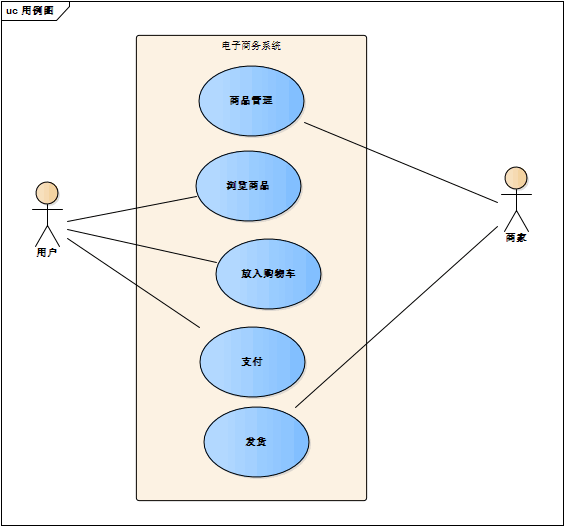 uc 用例图
电子商务系统
商品管理
浏览商品
放入购物车
支付
发货
用户
商家